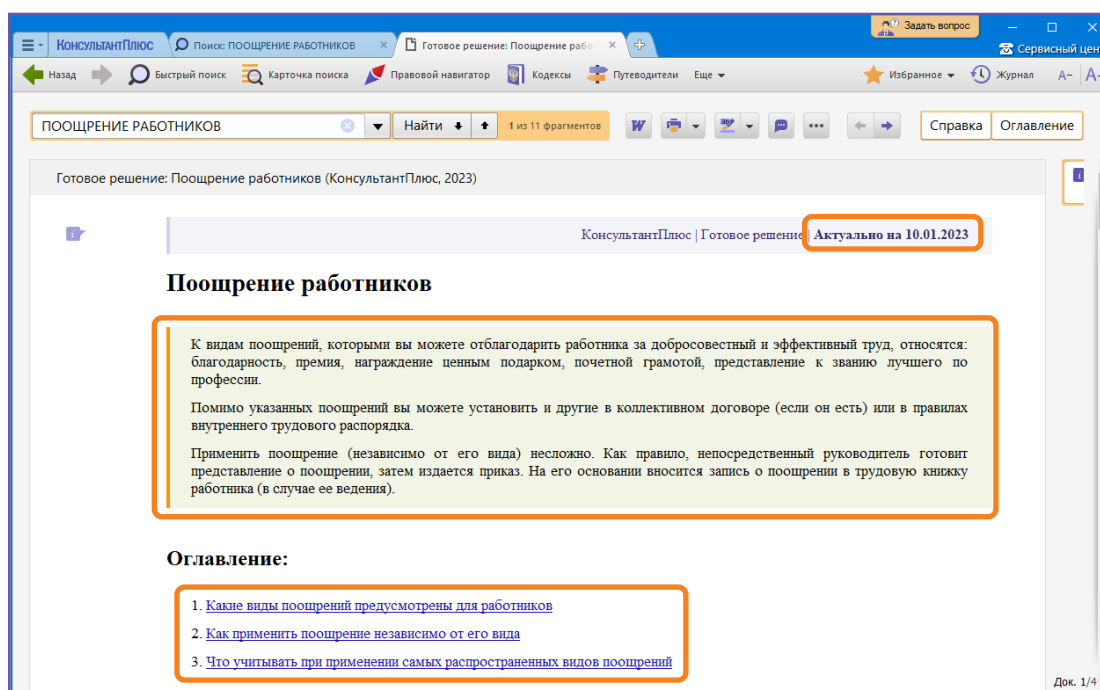 Задать вопрос
КонсультантПлюс
Поиск: ПООЩРЕНИЕ РАБОТНИКОВ
Готовое решение: Поощрение рабо
Сервисный цен
Назад
Быстрый поиск
Карточка поиска
Правовой навигатор
Кодексы
Путеводители
Еще
Избранное
Журнал
А−
А-
ПООЩРЕНИЕ РАБОТНИКОВ
Найти
1 из 11 фрагментов
W
Справка
Оглавление
Готовое решение: Поощрение работников (КонсультантПлюс, 2023)
i
i
КонсультантПлюс | Готовое решение | Актуально на 10.01.2023
Поощрение работников
К видам поощрений, которыми вы можете отблагодарить работника за добросовестный и эффективный труд, относятся:
благодарность, премия, награждение ценным подарком, почетной грамотой, представление к званию лучшего по
профессии.
Помимо указанных поощрений вы можете установить и другие в коллективном договоре (если он есть) или в правилах
внутреннего трудового распорядка.
Применить поощрение (независимо от его вида) несложно. Как правило, непосредственный руководитель готовит
представление о поощрении, затем издается приказ. На его основании вносится запись о поощрении в трудовую книжку
работника (в случае ее ведения).
Оглавление:
1. Какие виды поощрений предусмотрены для работников
2. Как применить поощрение независимо от его вида
3. Что учитывать при применении самых распространенных видов поощрений
Док. 1/4